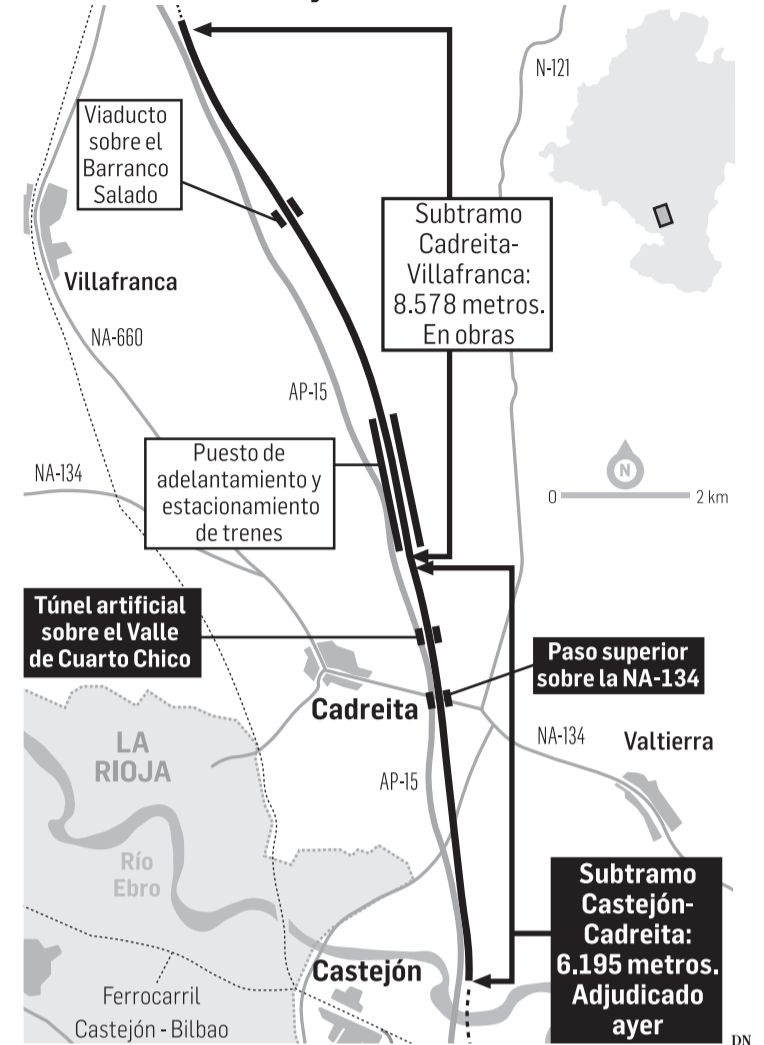 N-121
Viaducto
sobre el
Barranco
Salado
Subtramo
Cadreita-
Villafranca:
8.578 metros.
En obras
Villafranca
NA-660
AP-15
Puesto de
adelantamiento y
estacionamiento
de trenes
NA-134
N
0 2 km
Túnel artificial
sobre el Valle
de Cuarto Chico
Paso superior
sobre la NA-134
Cadreita
NA-134
Valtierra
LA
RIOJA
AP-15
Río
Ebro
Subtramo
Castejón-
Cadreita:
6.195 metros.
Adjudicado
ayer
Castejón
Ferrocarril
Castejón - Bilbao
DN